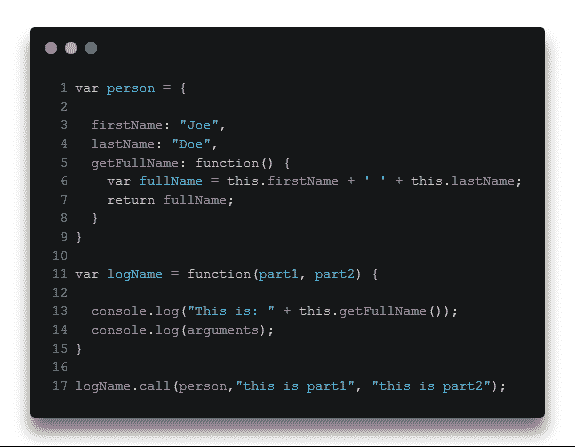 1 var person = {
2
3   firstName: "Joe",
4   lastName: "Doe",
5   getFullName: function() {
6     var fullName = this.firstName + ' ' + this.lastName;
7     return fullName;
8   }
9 }
10
11 var logName = function(part1, part2) {
12
13   console.log("This is: " + this.getFullName());
14   console.log(arguments);
15 }
16
17 logName.call(person,"this is part1", "this is part2");